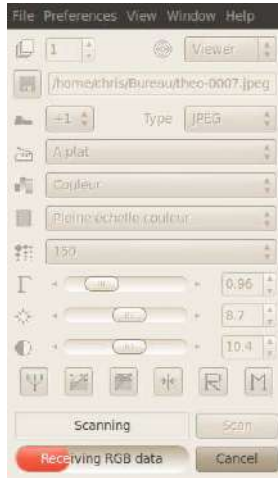 File Preferences View Window Help
1 Viewer
/home/chris/Bureau/theo-0007.jpeg
+1 Type JPEG
A plat
Couleur
Pleine échelle couleur
150
0.96
8.7
10.4
R M
Scanning Scan
Receiving RGB data Cancel